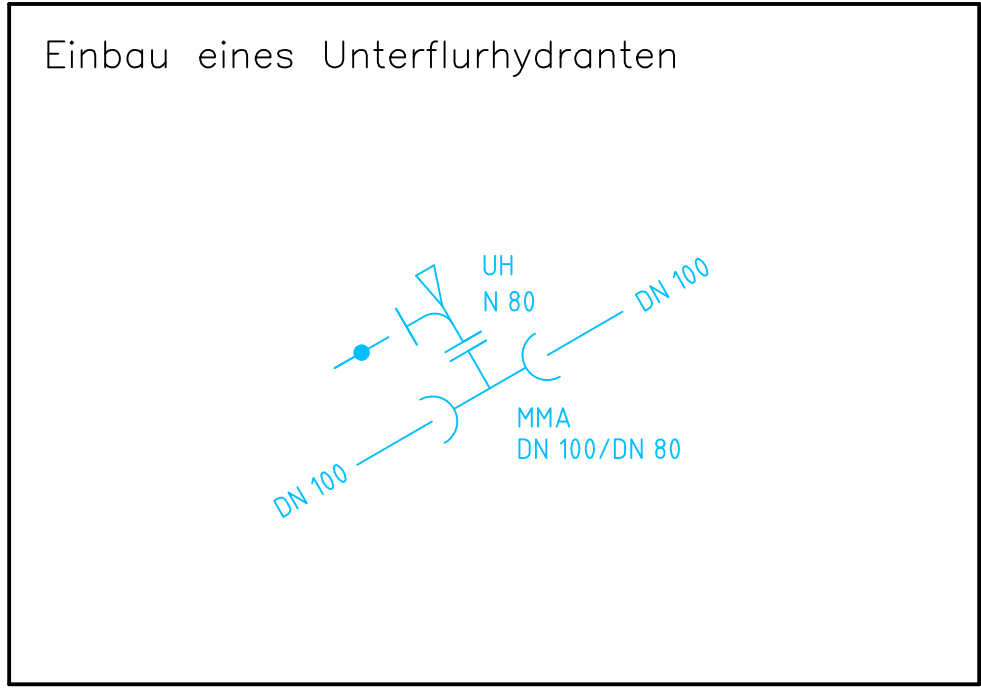 Einbau eines Unterflurhydranten
UH
N 80
DN 100
MMA
DN 100/DN 80
DN 100